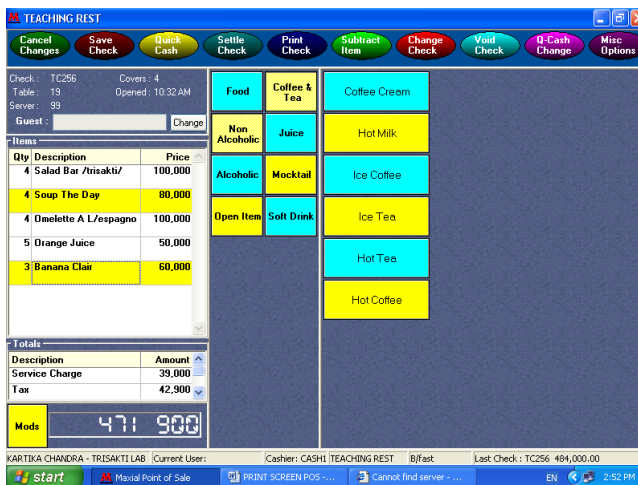 TEACHING REST
Cancel Changes
Save Check
Quick Cash
Settle Check
Print Check
Subtract Item
Change Check
Void Check
Q-Cash Change
Misc Options
Check : TC256 Covers : 4
Table : 19 Opened : 10:32 AM
Server : 99
Guest : Change
Items
Qty Description Price
4 Salad Bar /trisakti/ 100,000
4 Soup The Day 80,000
4 Omelette A L/espagno 100,000
5 Orange Juice 50,000
3 Banana Clair 60,000
Totals
Description Amount
Service Charge 39,000
Tax 42,900
Mods 471 900
Food
Coffee & Tea
Non Alcoholic
Juice
Alcoholic
Mocktail
Open Item
Soft Drink
Coffee Cream
Hot Milk
Ice Coffee
Ice Tea
Hot Tea
Hot Coffee
KARTIKA CHANDRA - TRISAKTI LAB Current User: Cashier: CASH1 TEACHING REST B/fast Last Check : TC256 484,000.00
start Maxial Point of Sale PRINT SCREEN POS -... Cannot find server - ... EN 2:52 PM